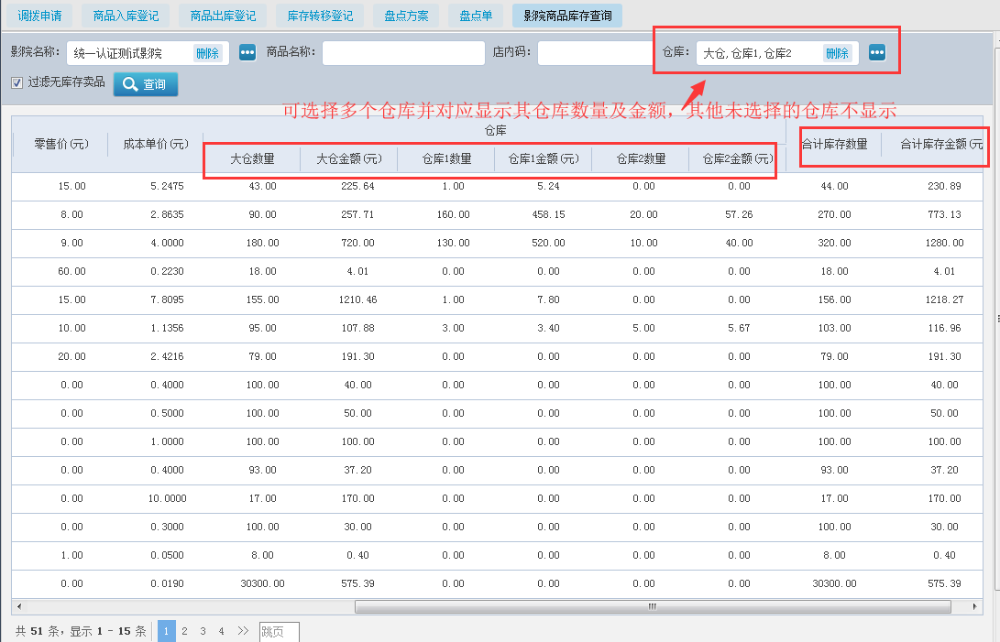 调拨申请 商品入库登记 商品出库登记 库存转移登记 盘点方案 盘点单 影院商品库存查询
影院名称： 统一认证测试影院 删除 商品名称： 店内码： 仓库： 大仓,仓库1,仓库2 删除
过滤无库存卖品 查询
可选择多个仓库并对应显示其仓库数量及金额，其他未选择的仓库不显示
仓库
零售价(元) 成本单价(元) 合计库存数量 合计库存金额(元
大仓数量 大仓金额(元) 仓库1数量 仓库1金额(元) 仓库2数量 仓库2金额(元)
15.00 5.2475 43.00 225.64 1.00 5.24 0.00 0.00 44.00 230.89
8.00 2.8635 90.00 257.71 160.00 458.15 20.00 57.26 270.00 773.13
9.00 4.0000 180.00 720.00 130.00 520.00 10.00 40.00 320.00 1280.00
60.00 0.2230 18.00 4.01 0.00 0.00 0.00 0.00 18.00 4.01
15.00 7.8095 155.00 1210.46 1.00 7.80 0.00 0.00 156.00 1218.27
10.00 1.1356 95.00 107.88 3.00 3.40 5.00 5.67 103.00 116.96
20.00 2.4216 79.00 191.30 0.00 0.00 0.00 0.00 79.00 191.30
0.00 0.4000 100.00 40.00 0.00 0.00 0.00 0.00 100.00 40.00
0.00 0.5000 100.00 50.00 0.00 0.00 0.00 0.00 100.00 50.00
0.00 1.0000 100.00 100.00 0.00 0.00 0.00 0.00 100.00 100.00
0.00 0.4000 93.00 37.20 0.00 0.00 0.00 0.00 93.00 37.20
0.00 10.0000 17.00 170.00 0.00 0.00 0.00 0.00 17.00 170.00
0.00 0.3000 100.00 30.00 0.00 0.00 0.00 0.00 100.00 30.00
1.00 0.0500 8.00 0.40 0.00 0.00 0.00 0.00 8.00 0.40
0.00 0.0190 30300.00 575.39 0.00 0.00 0.00 0.00 30300.00 575.39
共 51 条，显示 1 - 15 条 1 2 3 4 >> 跳页